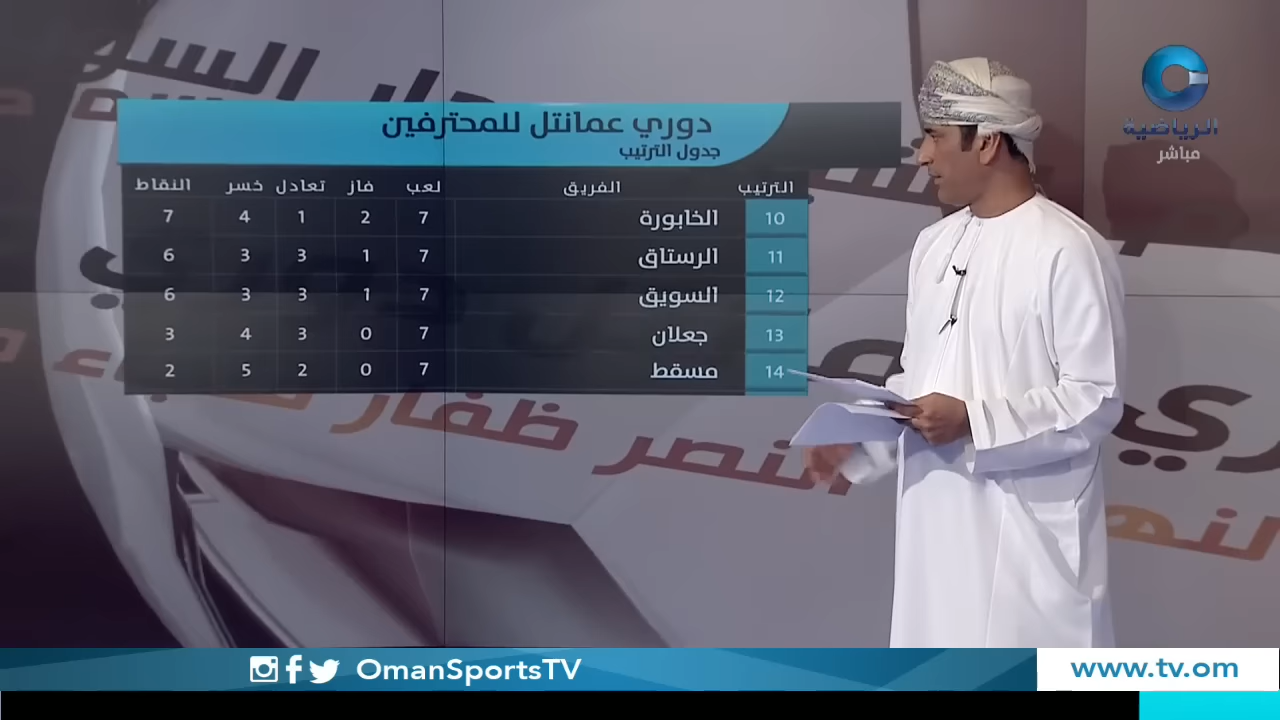 الرياضية
مباشر
دوري عمانتل للمحترفين
جدول الترتيب
الترتيب الفريق لعب فاز تعادل خسر النقاط
10 الخابورة 7 2 1 4 7
11 الرستاق 7 1 3 3 6
12 السويق 7 1 3 3 6
13 جعلان 7 0 3 4 3
14 مسقط 7 0 2 5 2
النصر ظفار
OmanSportsTV
www.tv.om